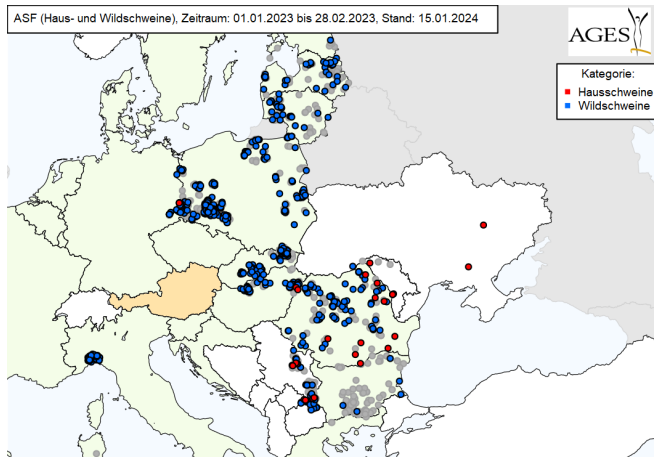 ASF (Haus- und Wildschweine), Zeitraum: 01.01.2023 bis 28.02.2023, Stand: 15.01.2024
AGES
Kategorie:
Hausschweine
Wildschweine